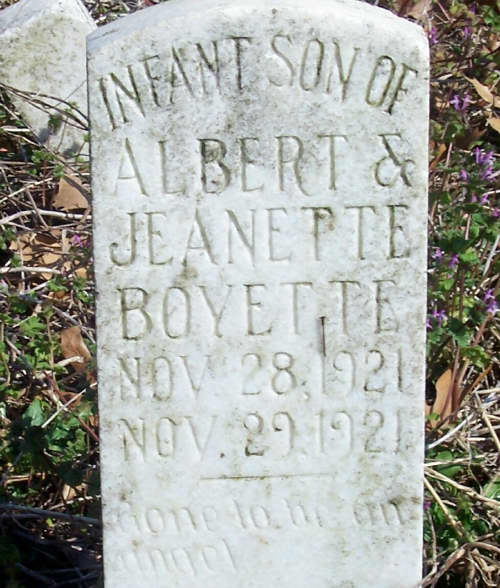 INFANT SON OF
ALBERT &
JEANETTE
BOYETTE
NOV 28, 1921
NOV. 29, 1921
Gone to be an
angel